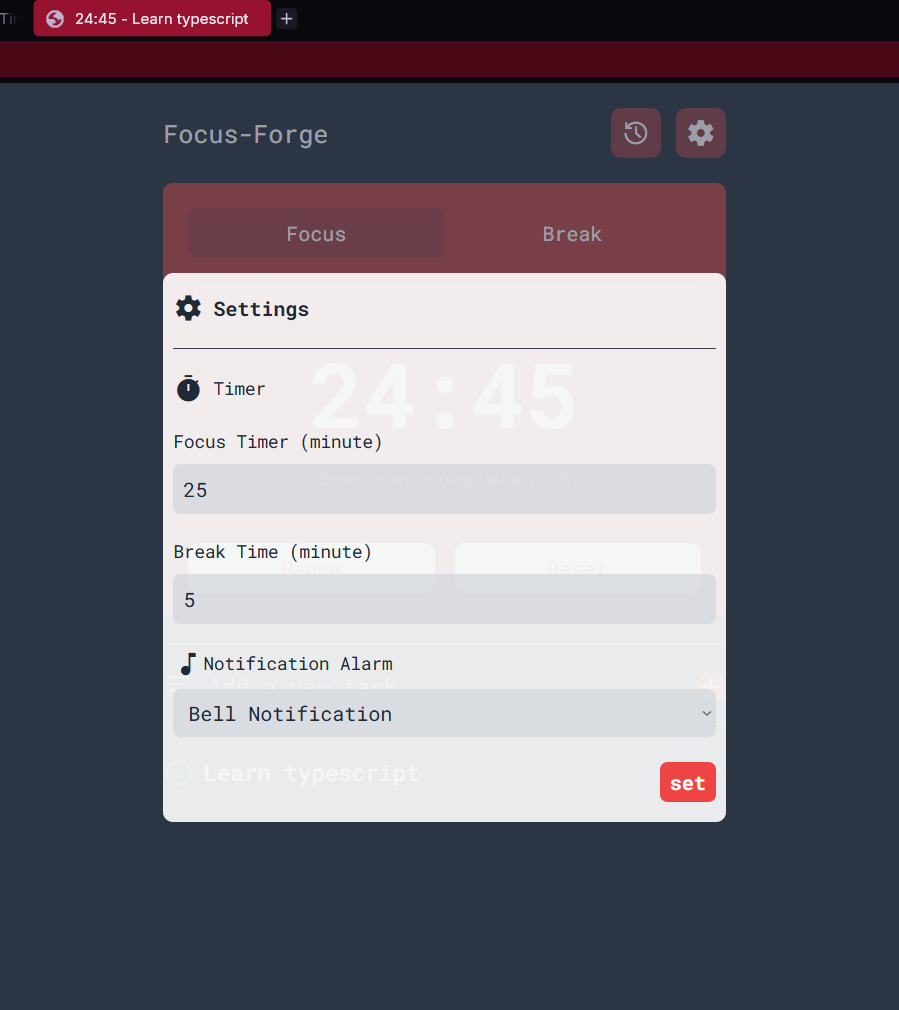 Tir
24:45 - Learn typescript
Focus-Forge
Focus Break
Settings
24:45
Timer
Focus Timer (minute)
Sessions completed 5
25
Break Time (minute)
Pause Reset
5
Notification Alarm
Add a new task
Bell Notification
Learn typescript
set